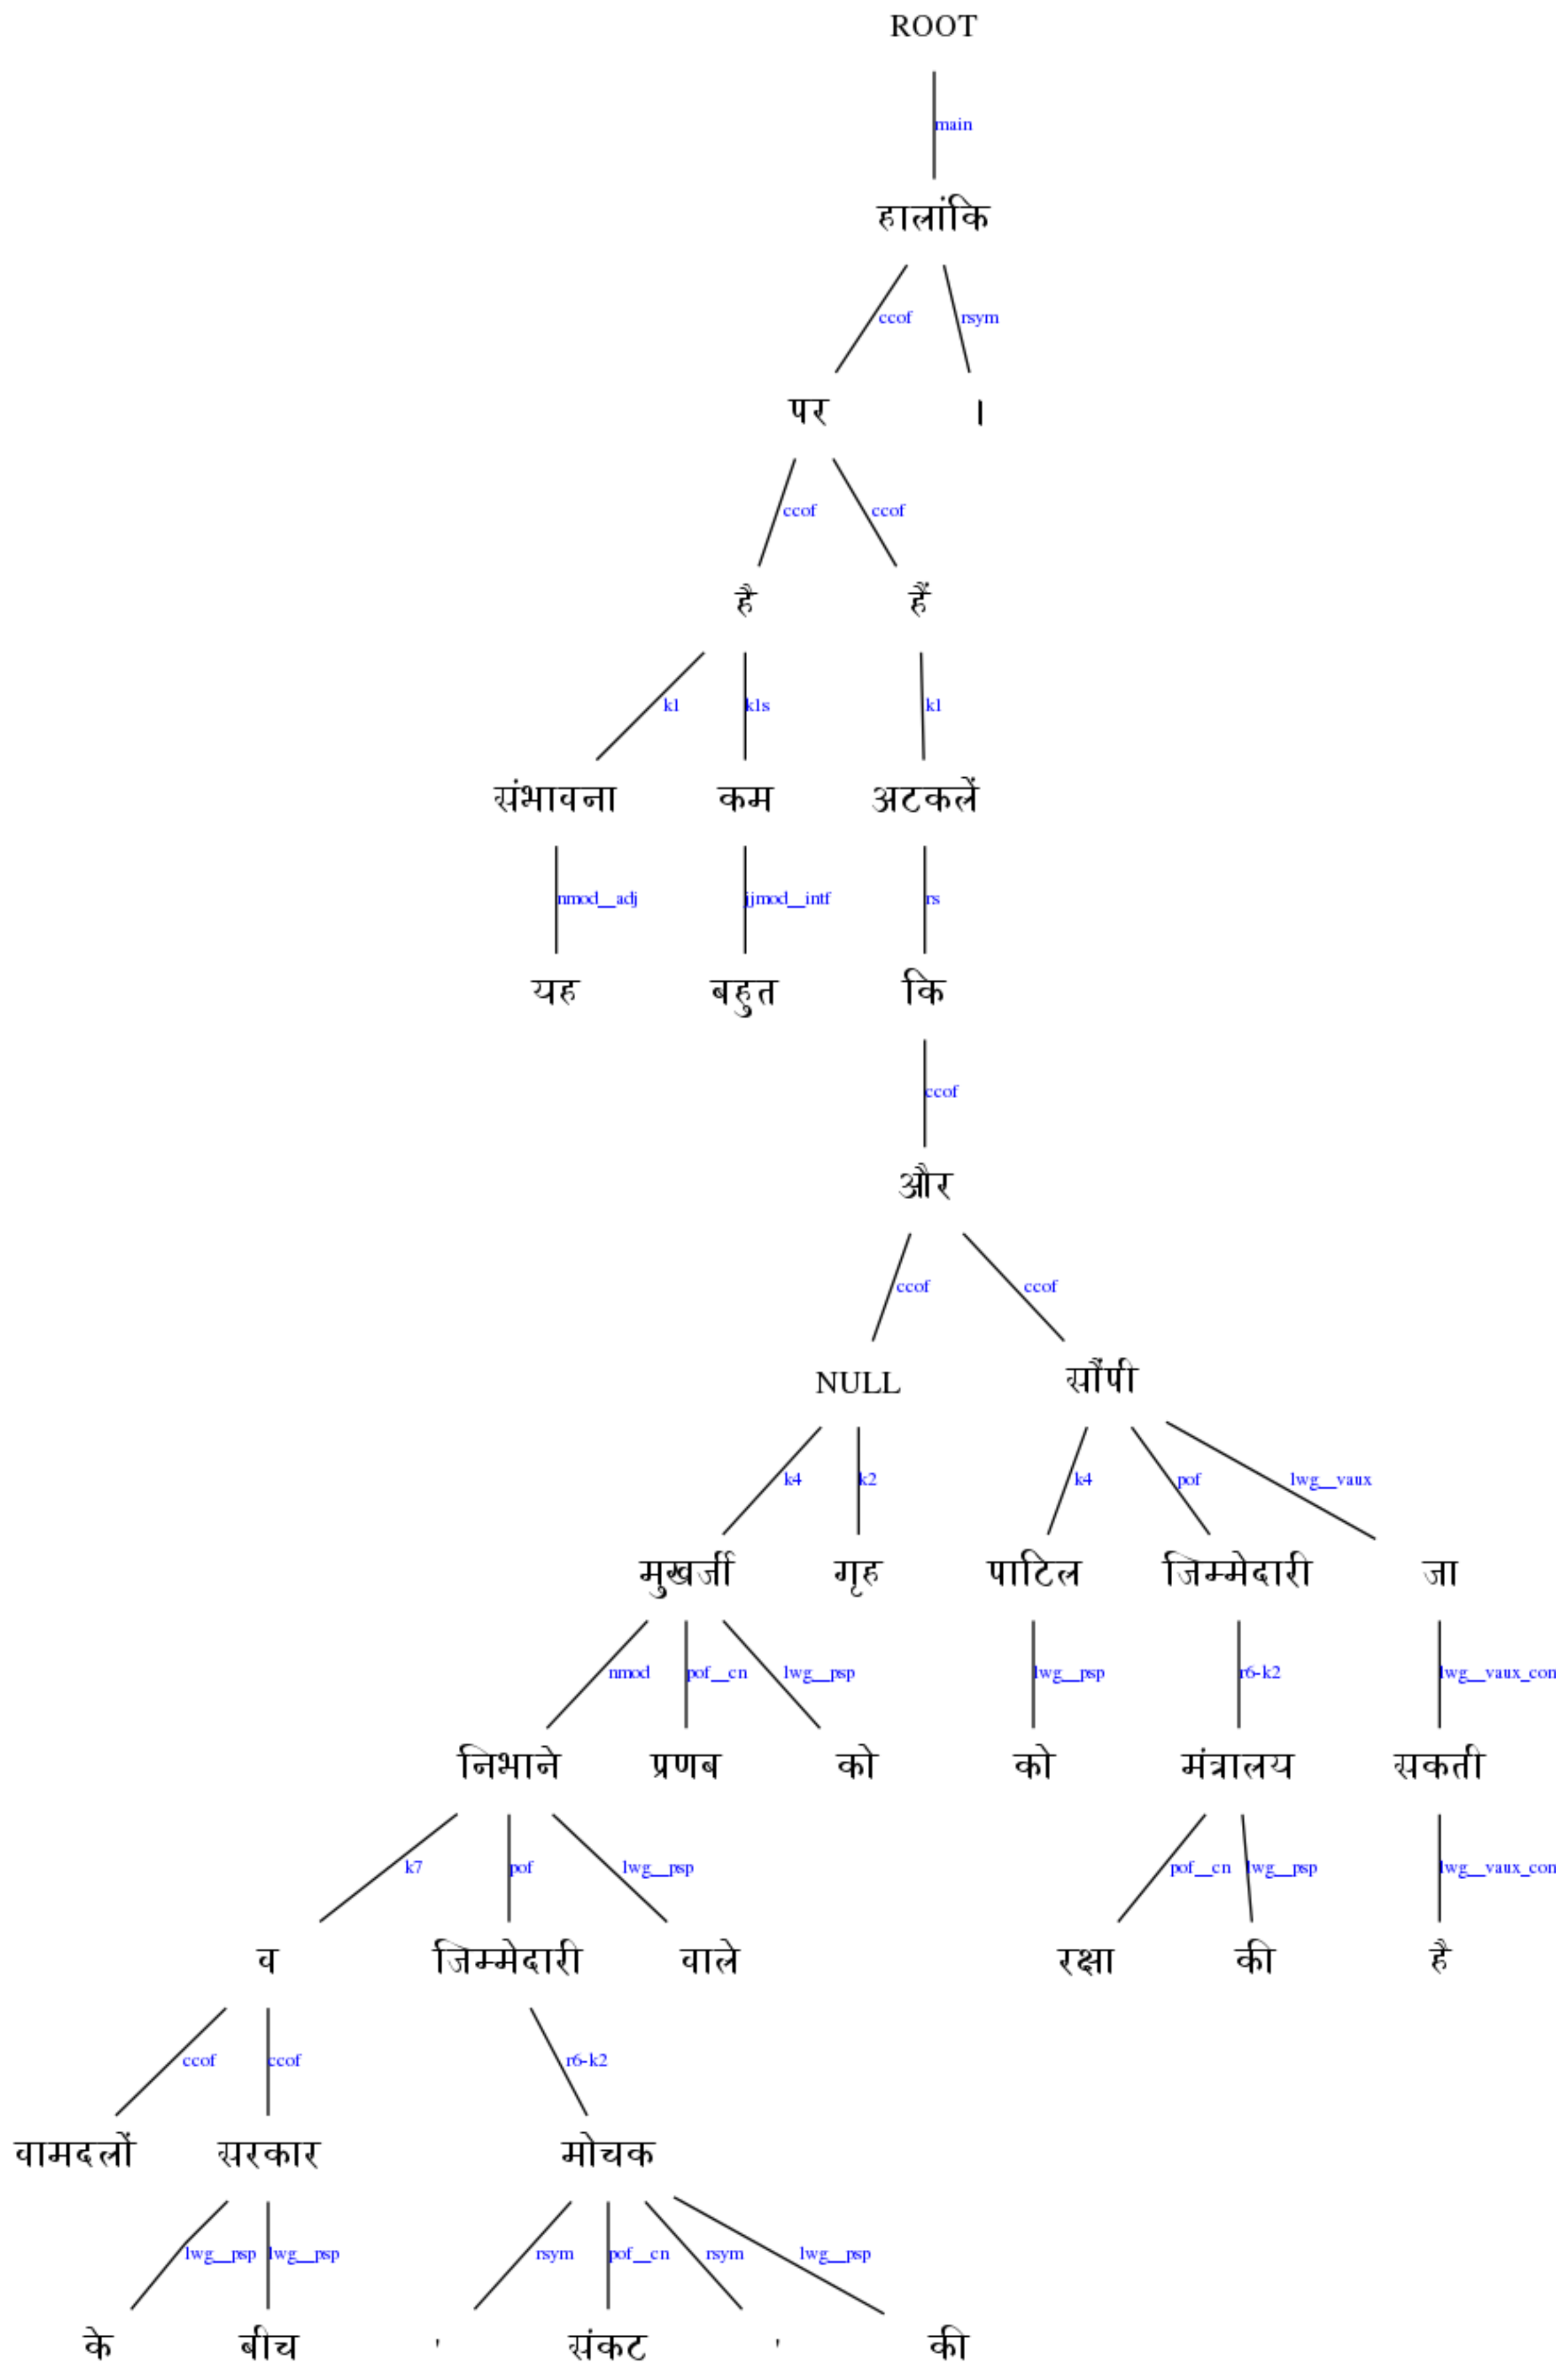 ROOT
main
हालांकि
ccof rsym
पर ।
ccof ccof
है हैं
k1 k1s k1
संभावना कम अटकलें
nmod__adj jjmod__intf rs
यह बहुत कि
ccof
और
ccof ccof
NULL सौंपी
k4 k2 k4 pof lwg__vaux
मुखर्जी गृह पाटिल जिम्मेदारी जा
nmod pof__cn lwg__psp lwg__psp r6-k2 lwg__vaux_con
निभाने प्रणब को को मंत्रालय सकती
k7 pof lwg__psp pof__cn lwg__psp lwg__vaux_con
व जिम्मेदारी वाले रक्षा की है
ccof ccof r6-k2
वामदलों सरकार मोचक
lwg__psp lwg__psp rsym pof__cn rsym lwg__psp
के बीच ' संकट ' की